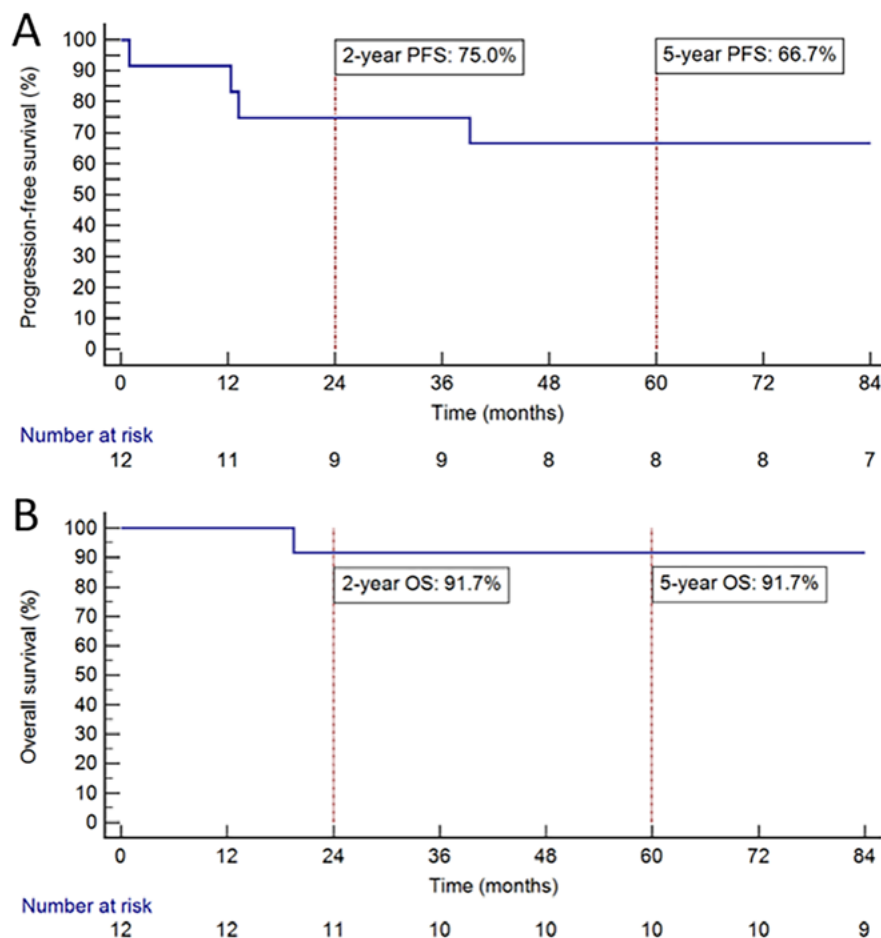 A
Progression-free survival (%)
100
90
80
70
60
50
40
30
20
10
0
2-year PFS: 75.0%
5-year PFS: 66.7%
0 12 24 36 48 60 72 84
Time (months)
Number at risk
12 11 9 9 8 8 8 7
B
Overall survival (%)
100
90
80
70
60
50
40
30
20
10
0
2-year OS: 91.7%
5-year OS: 91.7%
0 12 24 36 48 60 72 84
Time (months)
Number at risk
12 12 11 10 10 10 10 9